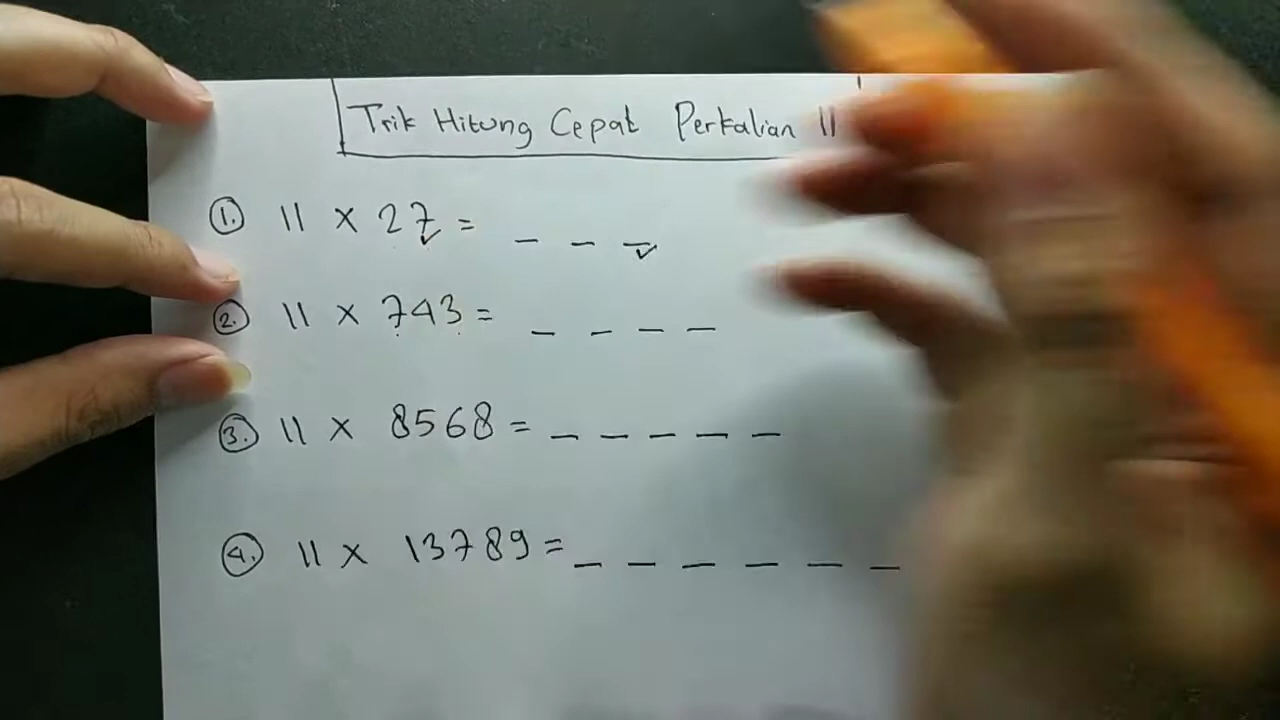 Trik Hitung Cepat Perkalian 11
1. 11 x 27 = _ _ _
2. 11 x 743 = _ _ _ _
3. 11 x 8568 = _ _ _ _ _
4. 11 x 13789 = _ _ _ _ _ _